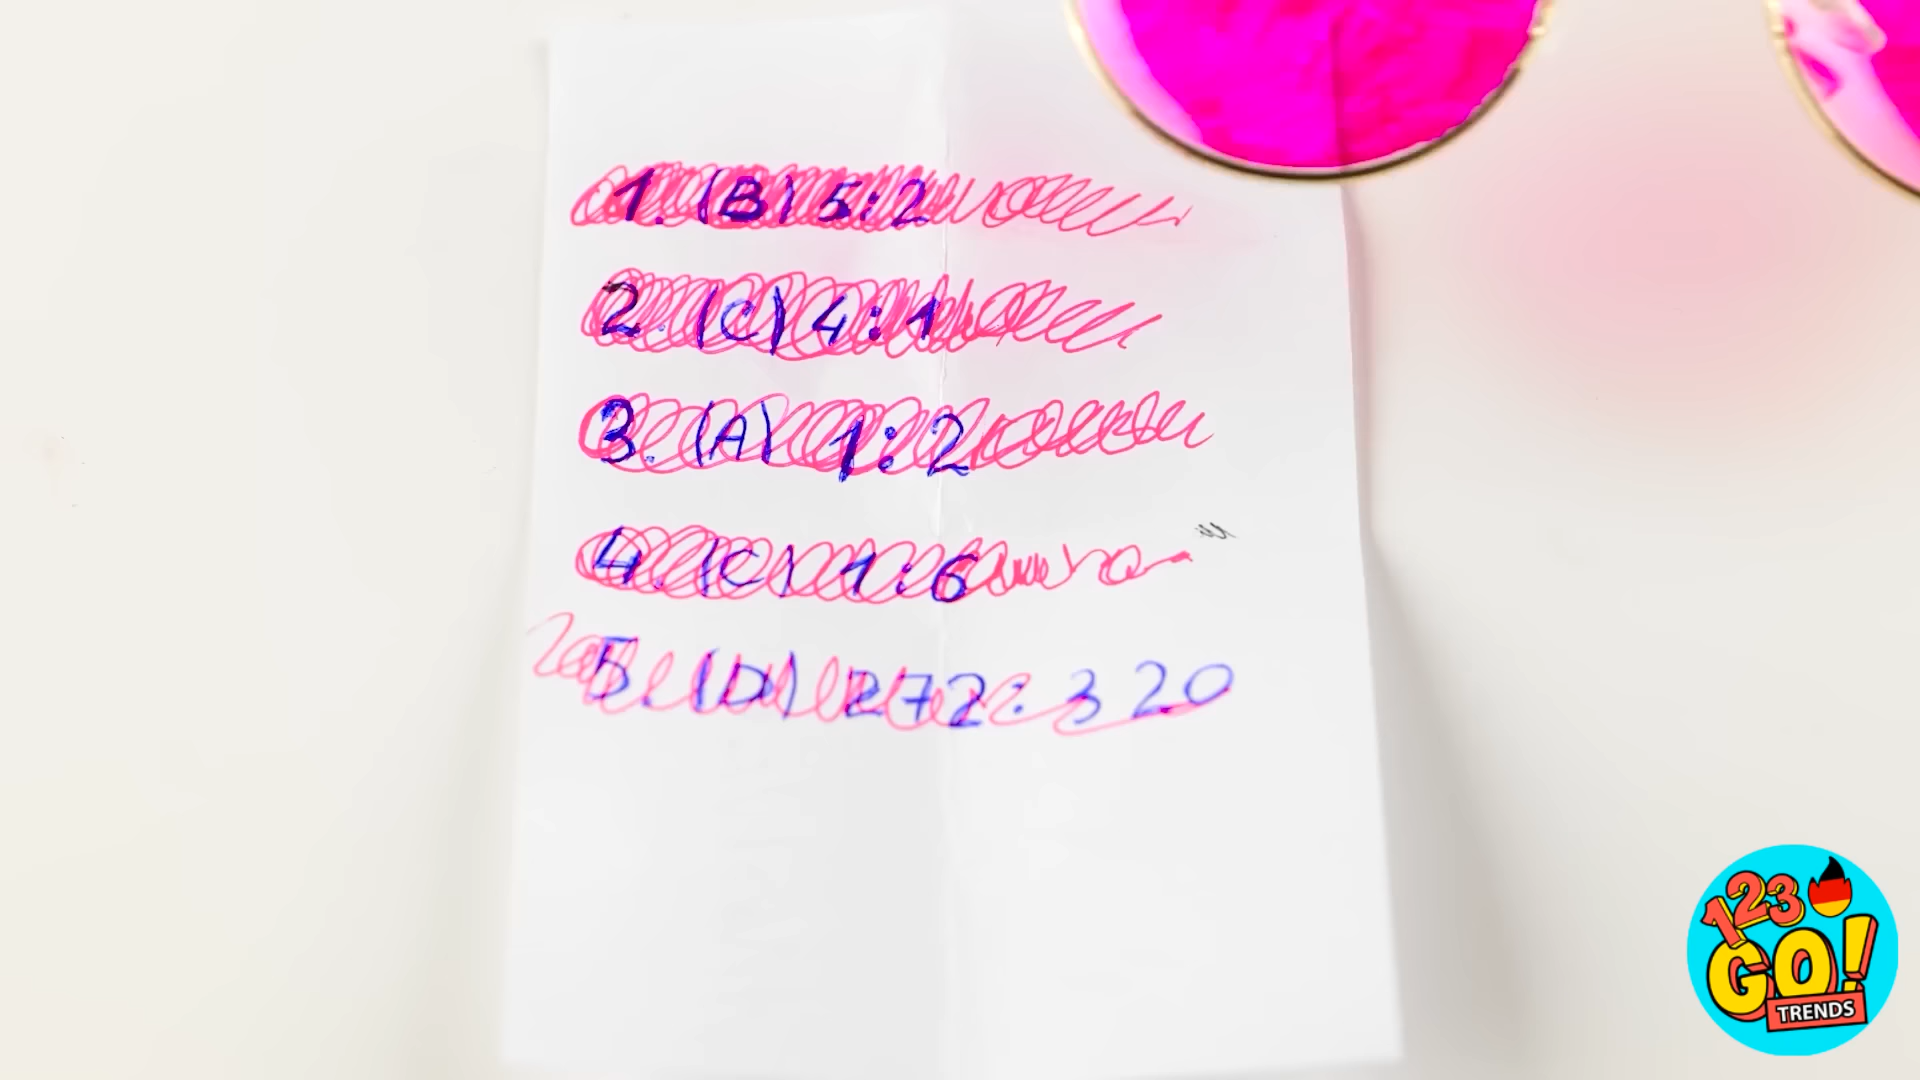 1. (B) 5:2
2. (C) 4:1
3. (A) 1:2
4. (C) 1:6
5. (D) 272:320
123
GO!
TRENDS